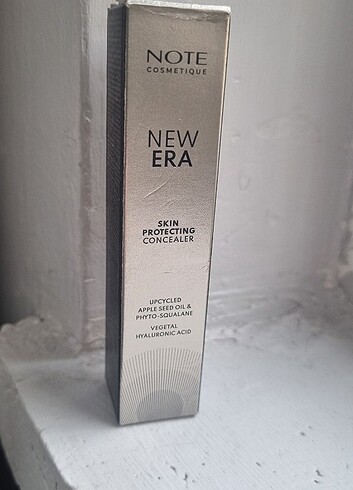 NOTE
COSMETIQUE
NEW
ERA
SKIN
PROTECTING
CONCEALER
UPCYCLED
APPLE SEED OIL &
PHYTO-SQUALANE
VEGETAL
HYALURONIC ACID